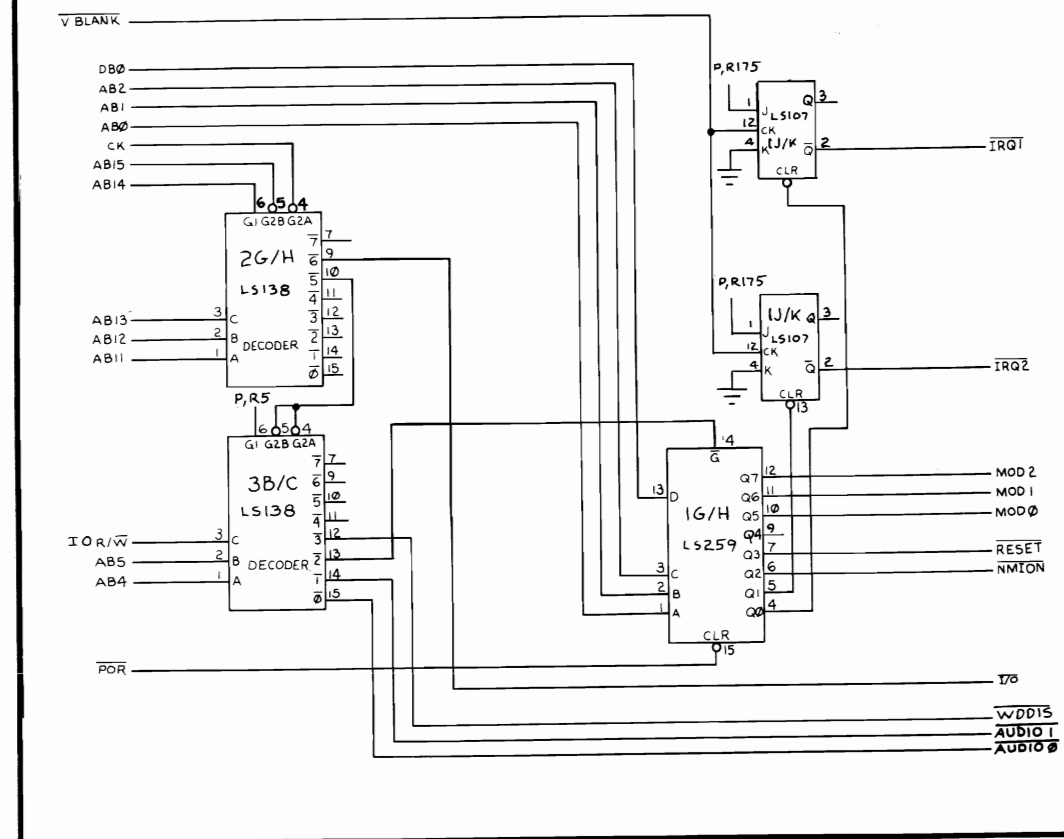 V BLANK
DBØ
AB2
AB1
ABØ
CK
AB15
AB14
6 5 4
G1 G2B G2A
2G/H
LS138
DECODER
AB13 3 C
AB12 2 B
AB11 1 A
7 7
6 9
5 10
4 11
3 12
2 13
1 14
Ø 15
P,R5
6 5 4
G1 G2B G2A
3B/C
LS138
DECODER
IO R/W 3 C
AB5 2 B
AB4 1 A
7 7
6 9
5 10
4 11
3 12
2 13
1 14
Ø 15
POR
P,R175
1 J
LS107
12 CK
1J/K
4 K
Q 3
Q 2
CLR
IRQ1
P,R175
1J/K
1 J
LS107
12 CK
4 K
Q 3
Q 2
CLR
13
IRQ2
14
G
13 D
1G/H
LS259
3 C
2 B
1 A
Q7 12 MOD 2
Q6 11 MOD 1
Q5 10 MOD Ø
Q4 9
Q3 7 RESET
Q2 6 NMION
Q1 5
QØ 4
CLR
15
I/O
WDDIS
AUDIO 1
AUDIO Ø